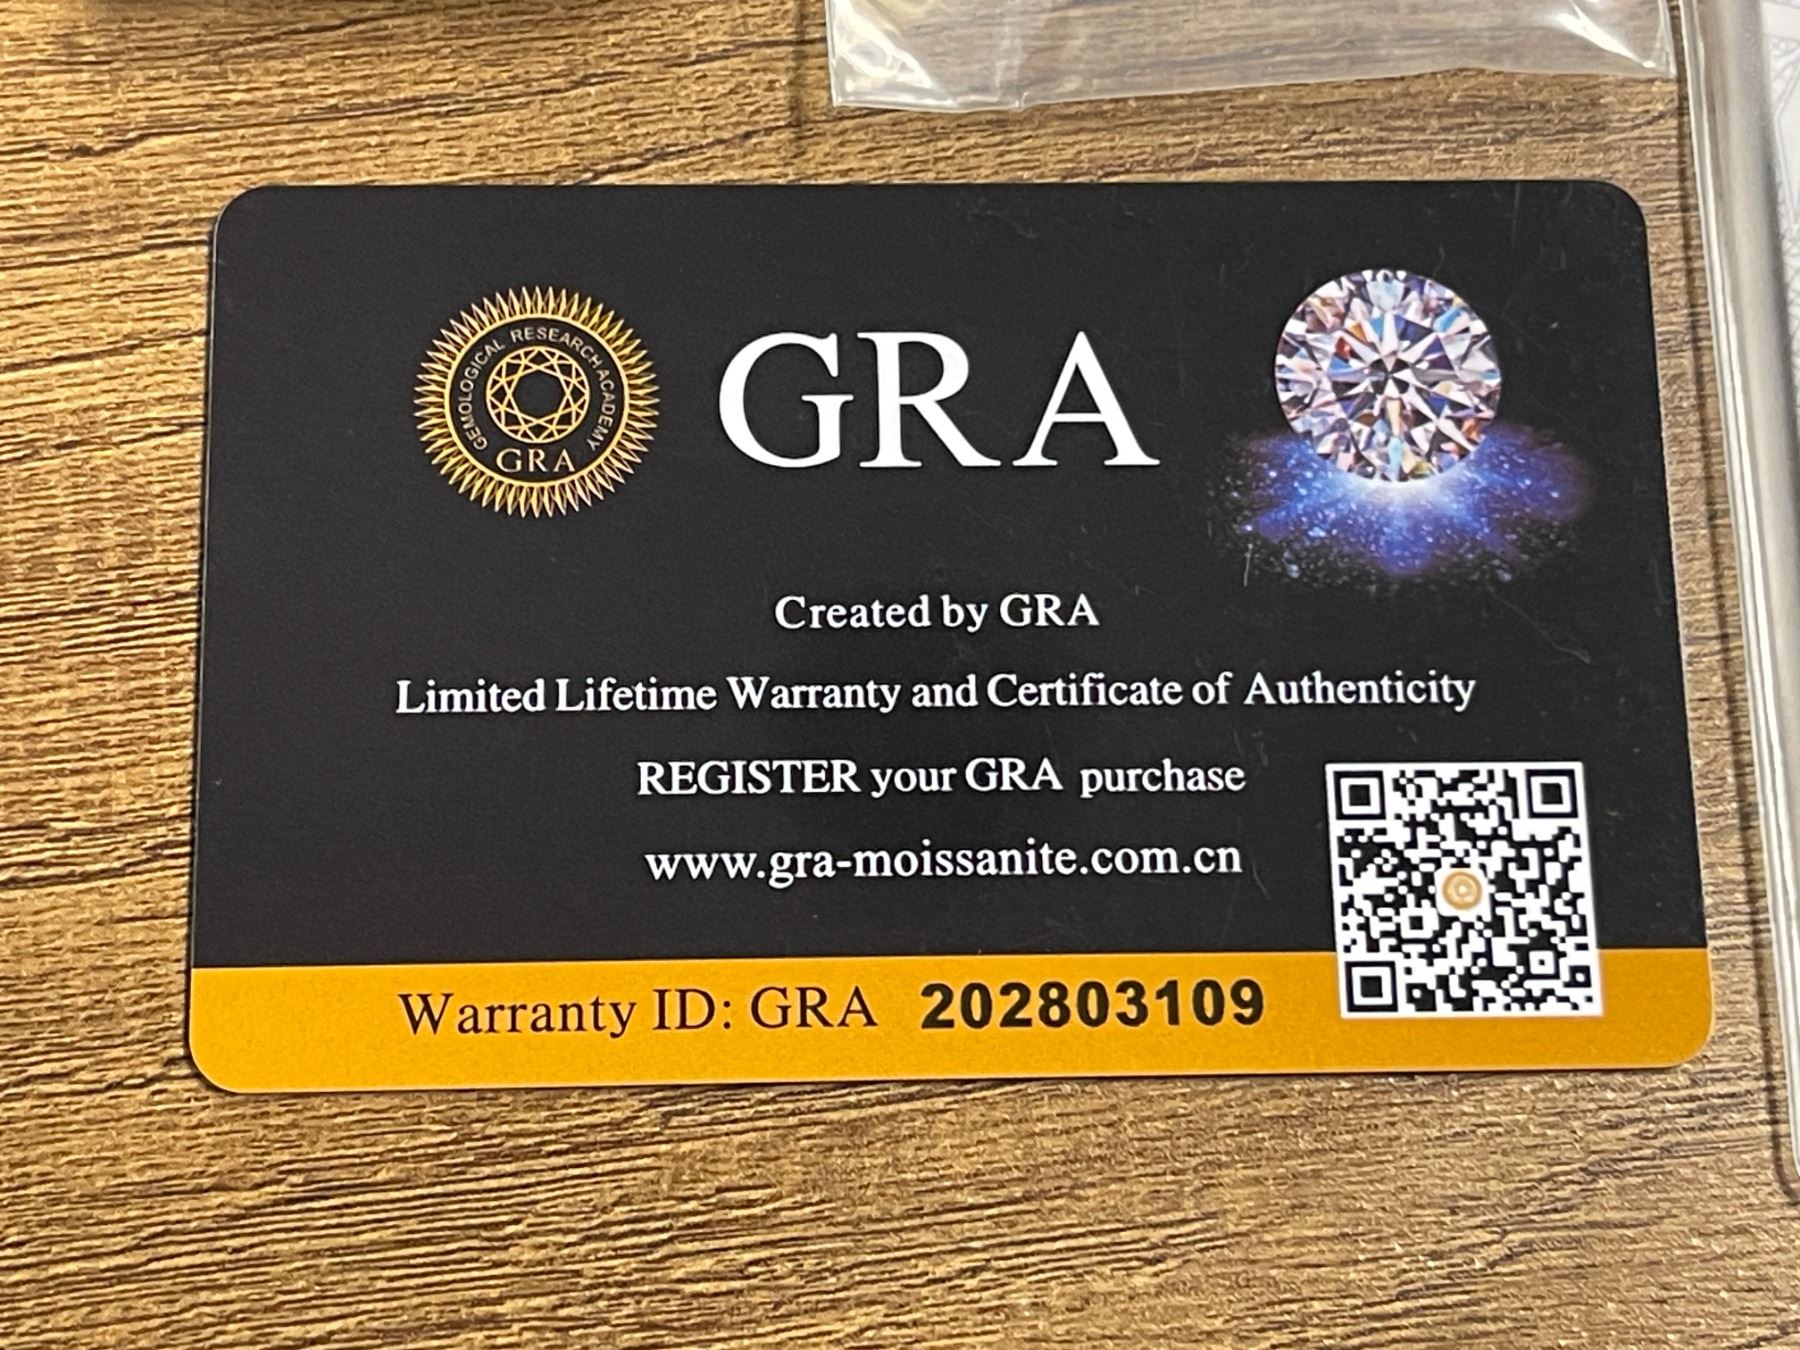 GEMOLOGICAL RESEARCH ACADEMY
GRA
GRA
Created by GRA
Limited Lifetime Warranty and Certificate of Authenticity
REGISTER your GRA purchase
www.gra-moissanite.com.cn
Warranty ID: GRA 202803109